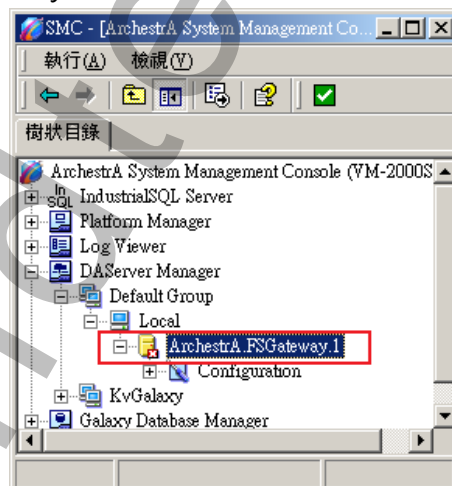 SMC - [ArchestrA System Management Co...
執行(A) 檢視(V)
樹狀目錄
ArchestrA System Management Console (VM-2000S
IndustrialSQL Server
Platform Manager
Log Viewer
DAServer Manager
Default Group
Local
ArchestrA.FSGateway.1
Configuration
KvGalaxy
Galaxy Database Manager